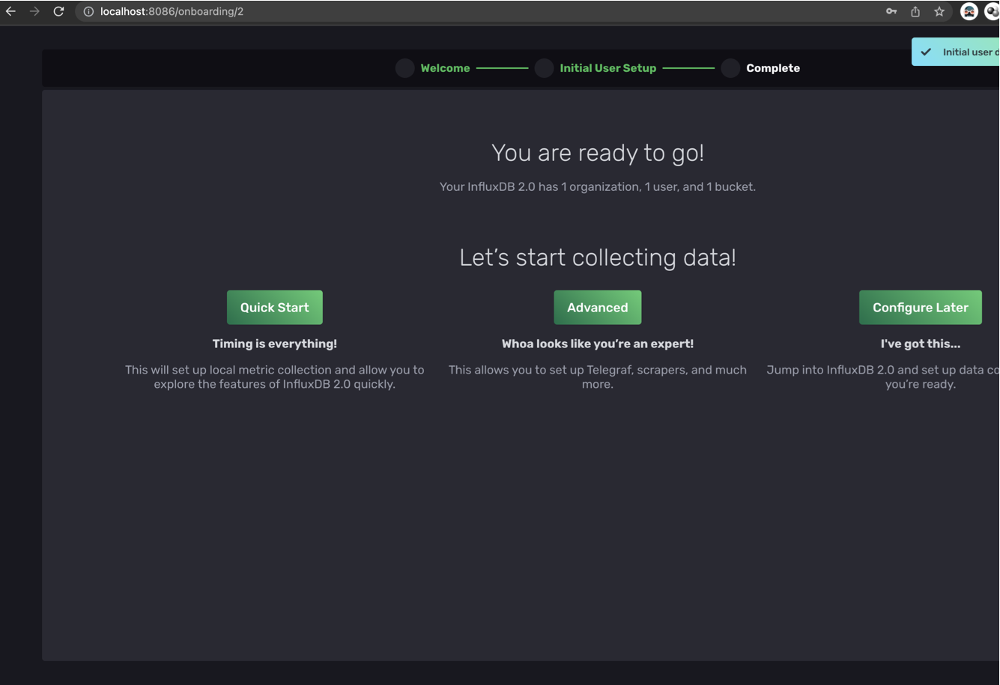 localhost:8086/onboarding/2
Initial user
Welcome
Initial User Setup
Complete
You are ready to go!
Your InfluxDB 2.0 has 1 organization, 1 user, and 1 bucket.
Let's start collecting data!
Quick Start
Advanced
Configure Later
Timing is everything!
This will set up local metric collection and allow you to
explore the features of InfluxDB 2.0 quickly.
Whoa looks like you're an expert!
This allows you to set up Telegraf, scrapers, and much
more.
I've got this...
Jump into InfluxDB 2.0 and set up data
you're ready.